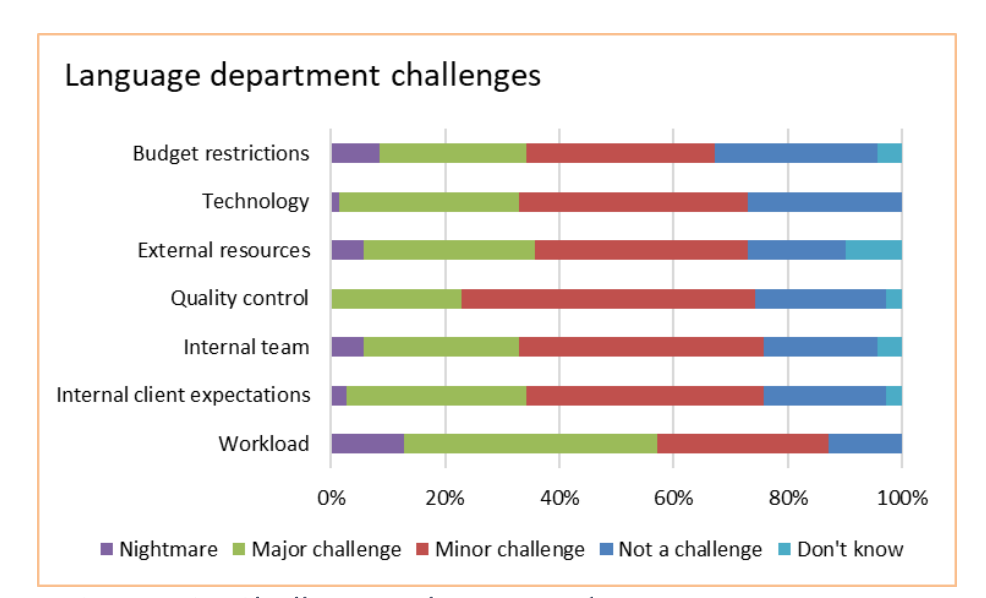 Language department challenges
Budget restrictions
Technology
External resources
Quality control
Internal team
Internal client expectations
Workload
0% 20% 40% 60% 80% 100%
Nightmare Major challenge Minor challenge Not a challenge Don't know